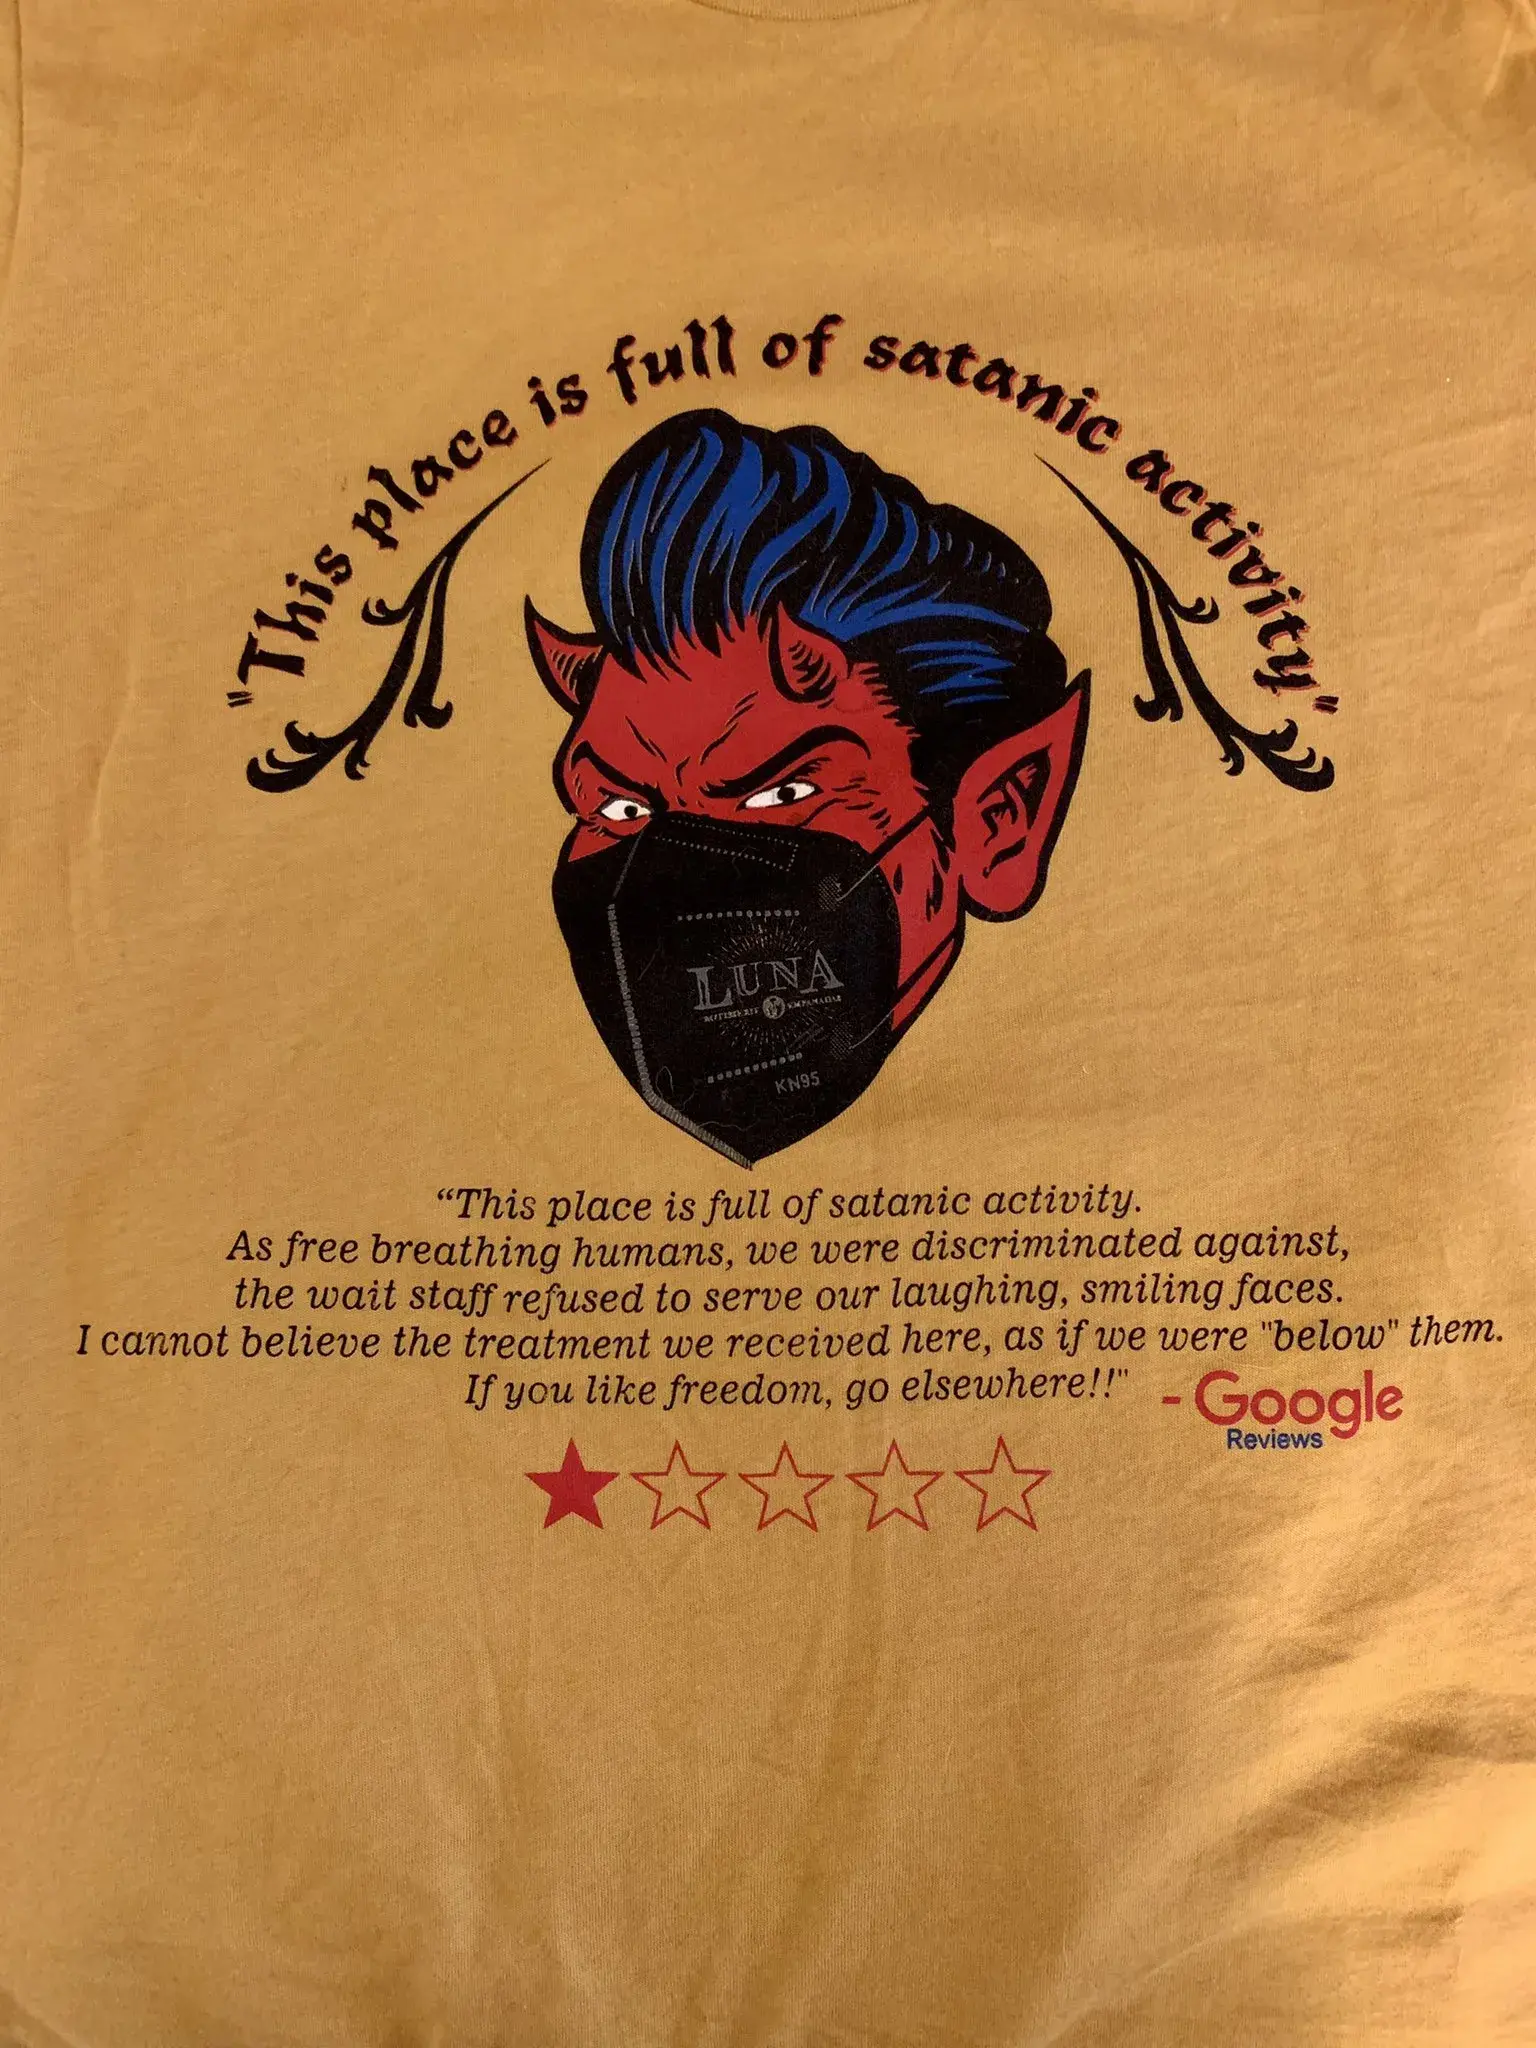 "This place is full of satanic activity"
LUNA
ROTISSERIE EMPANADAS
KN95
“This place is full of satanic activity.
As free breathing humans, we were discriminated against,
the wait staff refused to serve our laughing, smiling faces.
I cannot believe the treatment we received here, as if we were "below" them.
If you like freedom, go elsewhere!!" - Google
Reviews